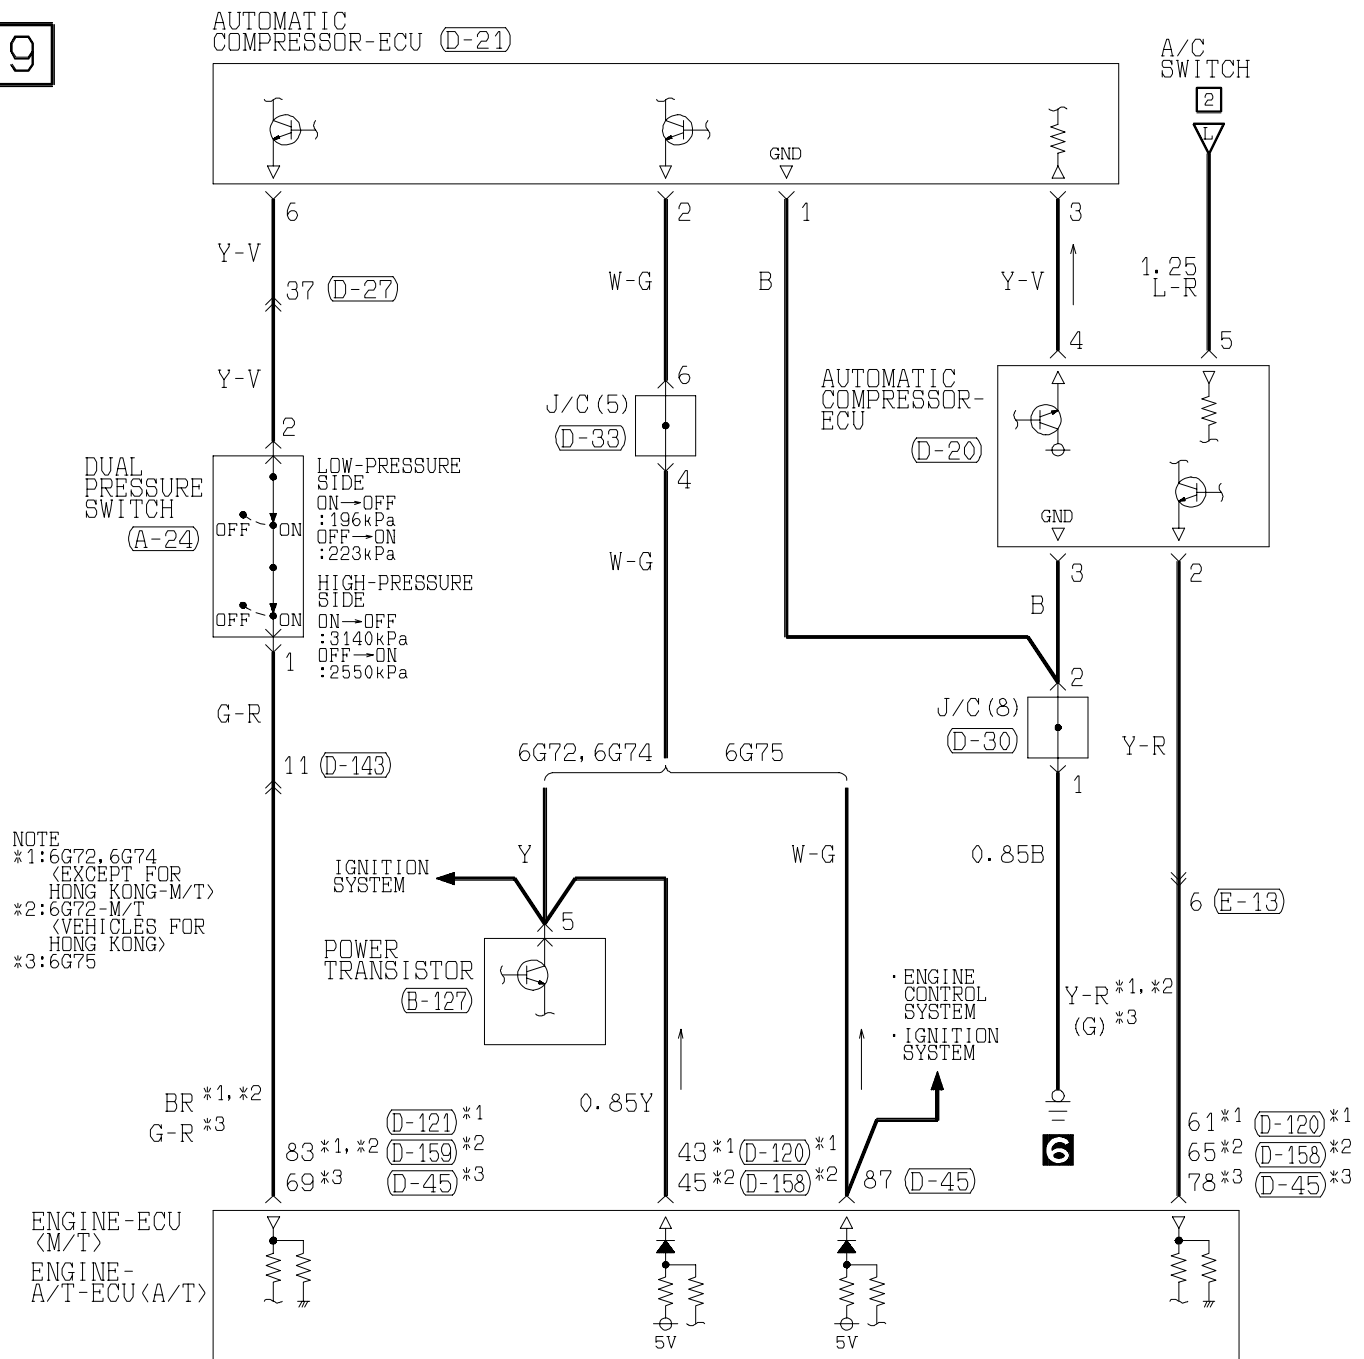 9
AUTOMATIC
COMPRESSOR-ECU (D-21)
A/C
SWITCH
2
L
GND
6
2
1
3
Y-V
37 (D-27)
W-G
B
Y-V
1.25
L-R
4
5
Y-V
6
J/C(5)
(D-33)
4
AUTOMATIC
COMPRESSOR-
ECU
(D-20)
GND
2
DUAL
PRESSURE
SWITCH
(A-24)
OFF
ON
OFF
ON
LOW-PRESSURE
SIDE
ON→OFF
:196kPa
OFF→ON
:223kPa
HIGH-PRESSURE
SIDE
ON→OFF
:3140kPa
OFF→ON
:2550kPa
1
W-G
3
2
B
2
J/C(8)
(D-30)
1
Y-R
G-R
11 (D-143)
6G72,6G74
6G75
NOTE
*1:6G72,6G74
<EXCEPT FOR
HONG KONG-M/T>
*2:6G72-M/T
<VEHICLES FOR
HONG KONG>
*3:6G75
IGNITION
SYSTEM
Y
W-G
0.85B
5
POWER
TRANSISTOR
(B-127)
6 (E-13)
· ENGINE
CONTROL
SYSTEM
· IGNITION
SYSTEM
Y-R *1,*2
(G) *3
BR *1,*2
G-R *3
0.85Y
6
83 *1,*2
69 *3
(D-121) *1
(D-159) *2
(D-45) *3
43 *1 (D-120) *1
45 *2 (D-158) *2
87 (D-45)
61 *1 (D-120) *1
65 *2 (D-158) *2
78 *3 (D-45) *3
ENGINE-ECU
<M/T>
ENGINE-
A/T-ECU<A/T>
5V
5V